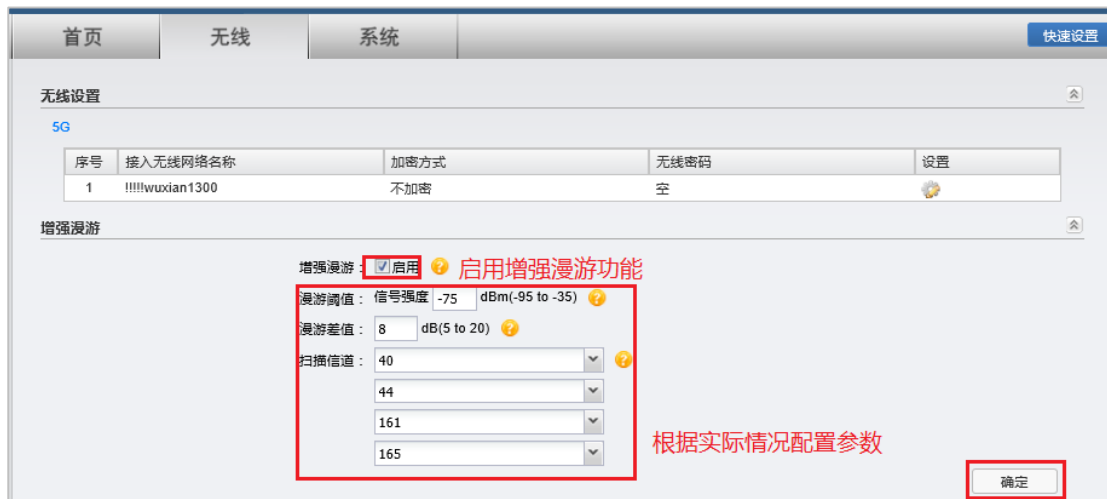 首页 无线 系统 快速设置
无线设置
5G
序号 接入无线网络名称 加密方式 无线密码 设置
1 !!!!!wuxian1300 不加密 空
增强漫游
增强漫游： 启用 启用增强漫游功能
漫游阈值： 信号强度 -75 dBm(-95 to -35)
漫游差值： 8 dB(5 to 20)
扫描信道： 40
44
161
165
根据实际情况配置参数
确定